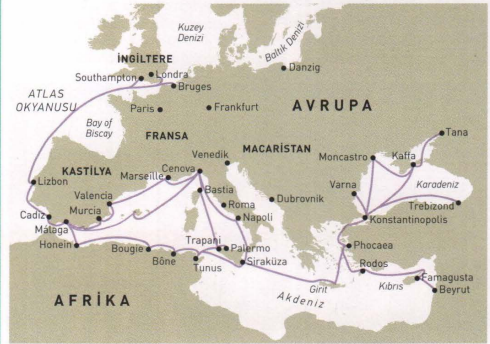 Kuzey
Denizi
Baltık Denizi
İNGİLTERE
Southampton
Londra
Bruges
Danzig
ATLAS
OKYANUSU
Paris
Frankfurt
AVRUPA
Bay of
Biscay
FRANSA
MACARİSTAN
Tana
Venedik
Moncastro
Kaffa
KASTİLYA
Marseille
Cenova
Lizbon
Valencia
Bastia
Varna
Karadeniz
Murcia
Roma
Dubrovnik
Trebizond
Cadiz
Malaga
Napoli
Konstantinopolis
Honein
Bougie
Trapani
Palermo
Phocaea
Bône
Tunus
Siraküza
Rodos
Famagusta
Girit
Kıbrıs
Beyrut
AFRİKA
Akdeniz